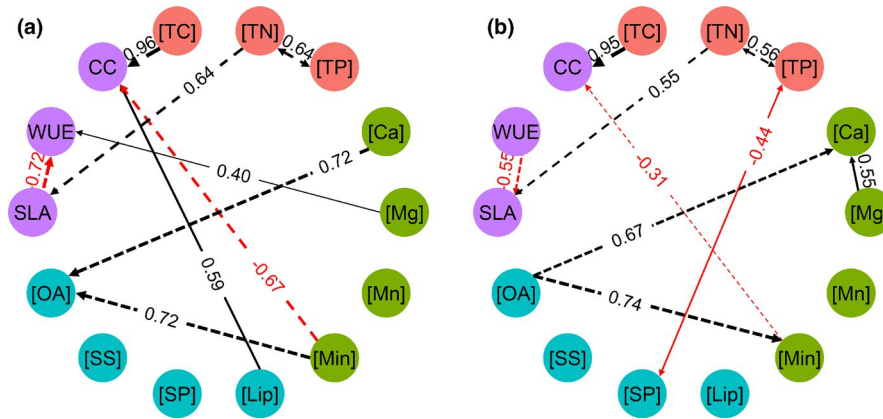 (a)
[TC]
[TN]
CC
0.96
0.64
[TP]
0.64
WUE
[Ca]
0.72
-0.72
0.40
SLA
[Mg]
-0.67
[OA]
0.59
[Mn]
0.72
[SS]
[Min]
[SP]
[Lip]
(b)
[TC]
[TN]
CC
0.95
0.56
[TP]
0.55
WUE
[Ca]
-0.44
-0.55
-0.31
0.55
SLA
[Mg]
0.67
[OA]
[Mn]
0.74
[SS]
[Min]
[SP]
[Lip]